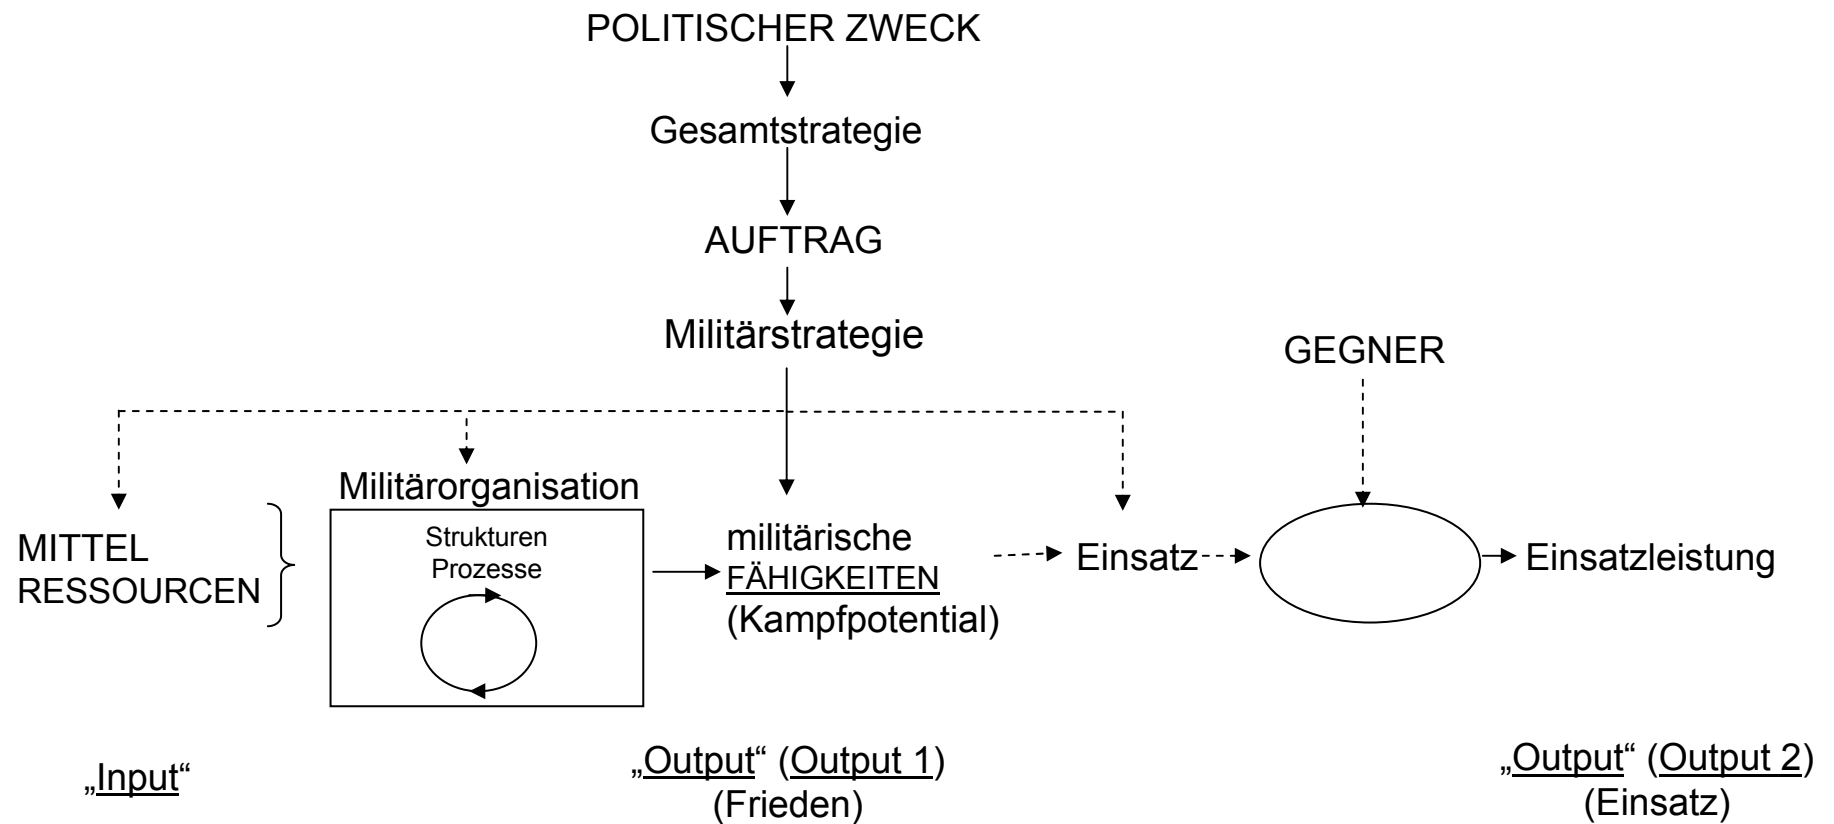 POLITISCHER ZWECK
Gesamtstrategie
AUFTRAG
Militärstrategie
GEGNER
Militärorganisation
MITTEL
RESSOURCEN
Strukturen
Prozesse
militärische
FÄHIGKEITEN
(Kampfpotential)
Einsatz
Einsatzleistung
„Input“
„Output“ (Output 1)
(Frieden)
„Output“ (Output 2)
(Einsatz)